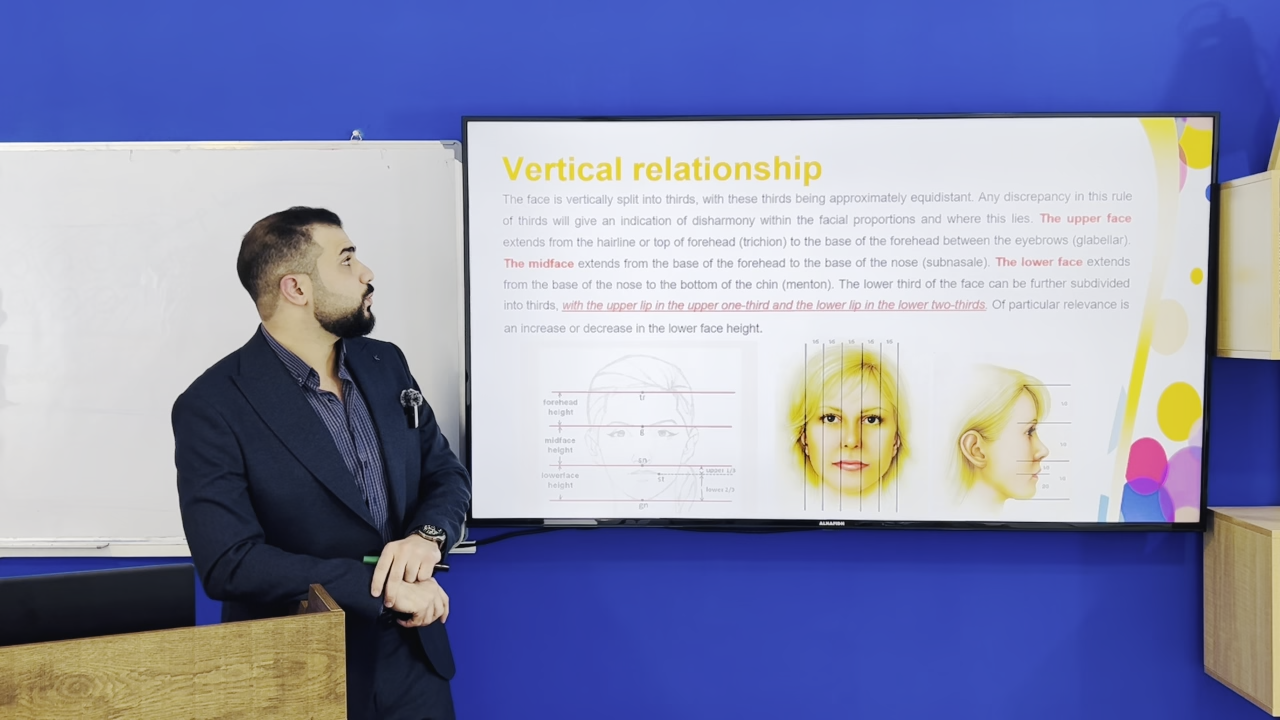 Vertical relationship
The face is vertically split into thirds, with these thirds being approximately equidistant. Any discrepancy in this rule
of thirds will give an indication of disharmony within the facial proportions and where this lies. The upper face
extends from the hairline or top of forehead (trichion) to the base of the forehead between the eyebrows (glabellar).
The midface extends from the base of the forehead to the base of the nose (subnasale). The lower face extends
from the base of the nose to the bottom of the chin (menton). The lower third of the face can be further subdivided
into thirds, with the upper lip in the upper one-third and the lower lip in the lower two-thirds. Of particular relevance is
an increase or decrease in the lower face height.
forehead
height
tr
midface
height
g
sn
lowerface
height
upper 1/3
st
lower 2/3
gn
ALHAFIDH